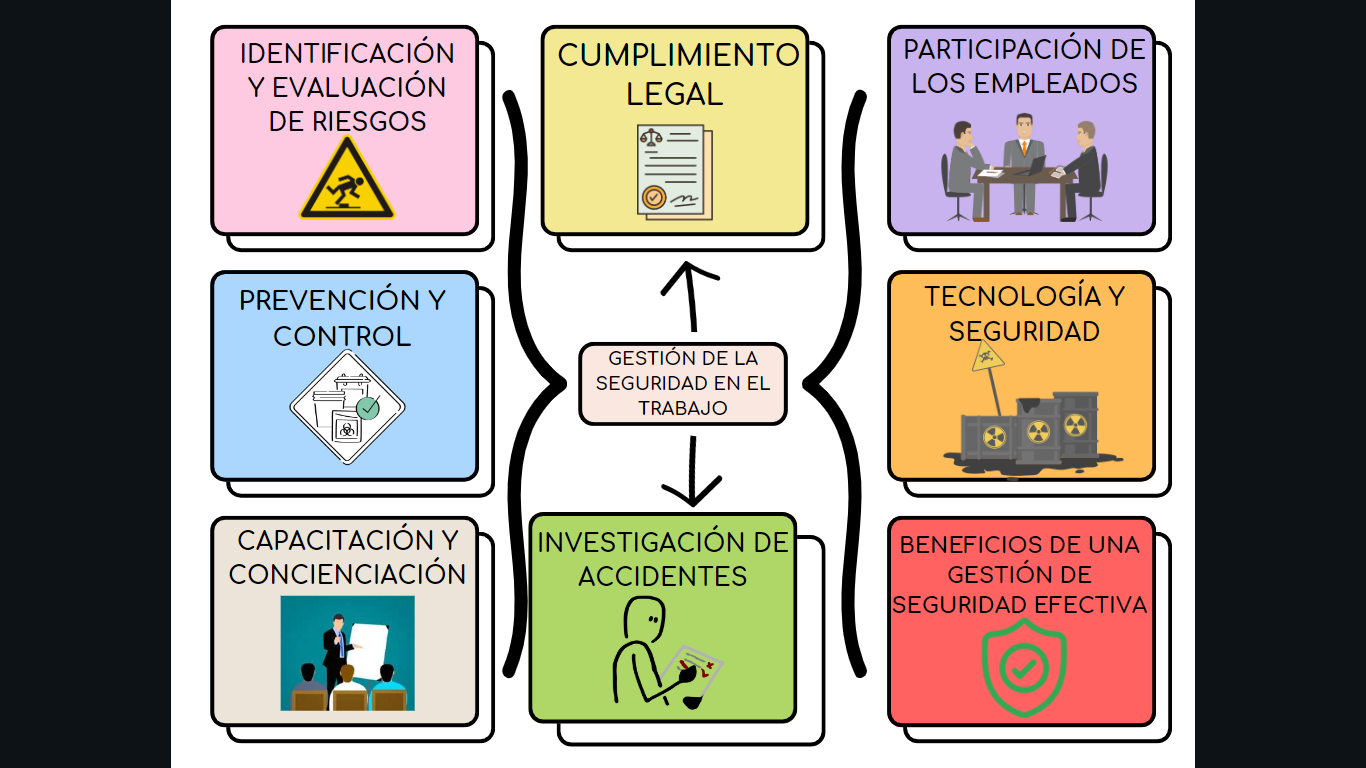 IDENTIFICACIÓN
Y EVALUACIÓN
DE RIESGOS
CUMPLIMIENTO
LEGAL
PARTICIPACIÓN DE
LOS EMPLEADOS
PREVENCIÓN Y
CONTROL
GESTIÓN DE LA
SEGURIDAD EN EL
TRABAJO
TECNOLOGÍA Y
SEGURIDAD
CAPACITACIÓN Y
CONCIENCIACIÓN
INVESTIGACIÓN DE
ACCIDENTES
BENEFICIOS DE UNA
GESTIÓN DE
SEGURIDAD EFECTIVA